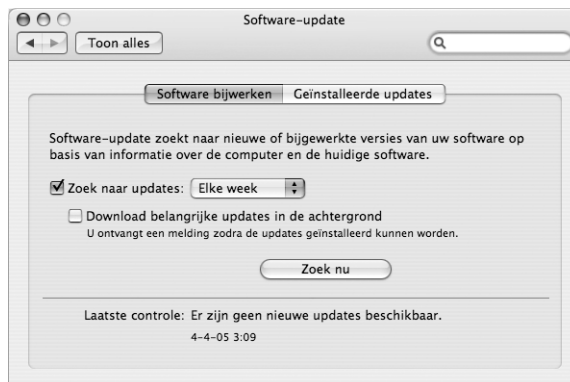 Software-update
Toon alles
Software bijwerken Geïnstalleerde updates
Software-update zoekt naar nieuwe of bijgewerkte versies van uw software op
basis van informatie over de computer en de huidige software.
Zoek naar updates: Elke week
Download belangrijke updates in de achtergrond
U ontvangt een melding zodra de updates geïnstalleerd kunnen worden.
Zoek nu
Laatste controle: Er zijn geen nieuwe updates beschikbaar.
4-4-05 3:09